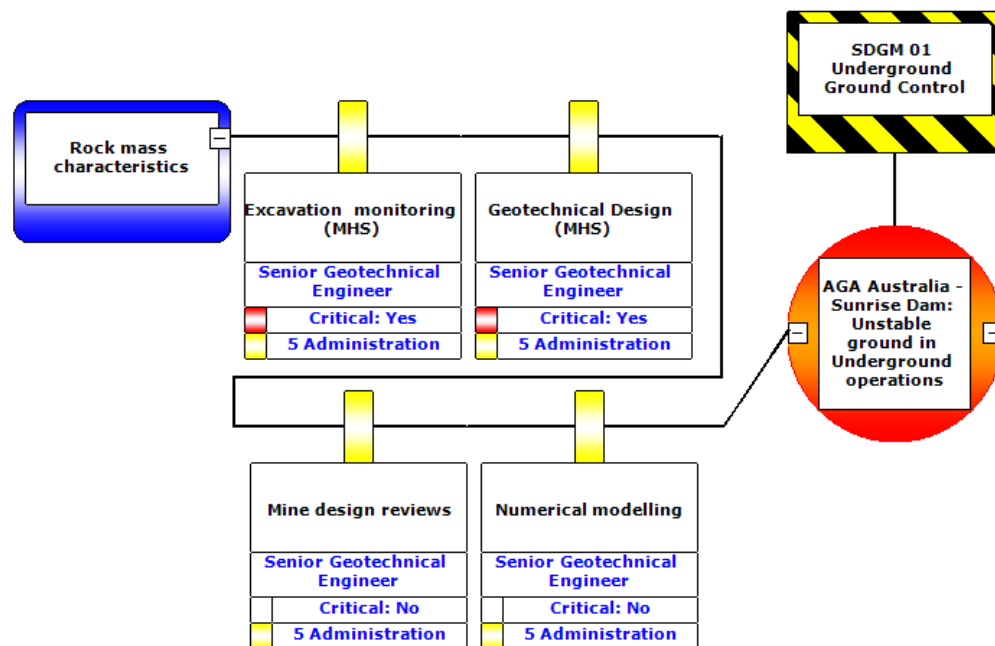 SDGM 01
Underground
Ground Control
Rock mass
characteristics
Excavation monitoring
(MHS)
Senior Geotechnical
Engineer
Critical: Yes
5 Administration
Geotechnical Design
(MHS)
Senior Geotechnical
Engineer
Critical: Yes
5 Administration
AGA Australia -
Sunrise Dam:
Unstable
ground in
Underground
operations
Mine design reviews
Senior Geotechnical
Engineer
Critical: No
5 Administration
Numerical modelling
Senior Geotechnical
Engineer
Critical: No
5 Administration